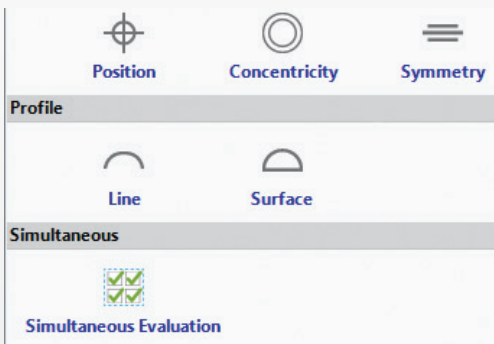 Position Concentricity Symmetry
Profile
Line Surface
Simultaneous
Simultaneous Evaluation